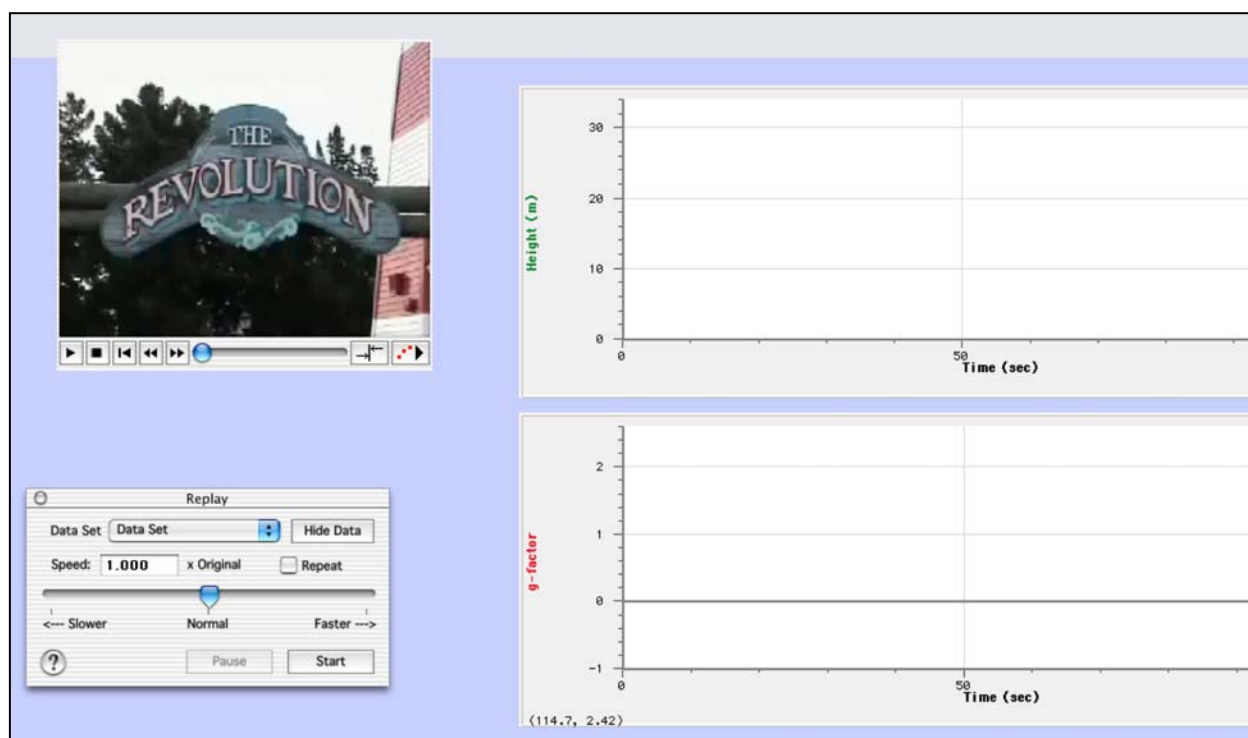 THE
REVOLUTION
30
20
10
0
Height (m)
0
50
Time (sec)
2
1
0
-1
g-factor
0
50
Time (sec)
(114.7, 2.42)
Replay
Data Set Data Set Hide Data
Speed: 1.000 x Original Repeat
<--- Slower Normal Faster --->
? Pause Start